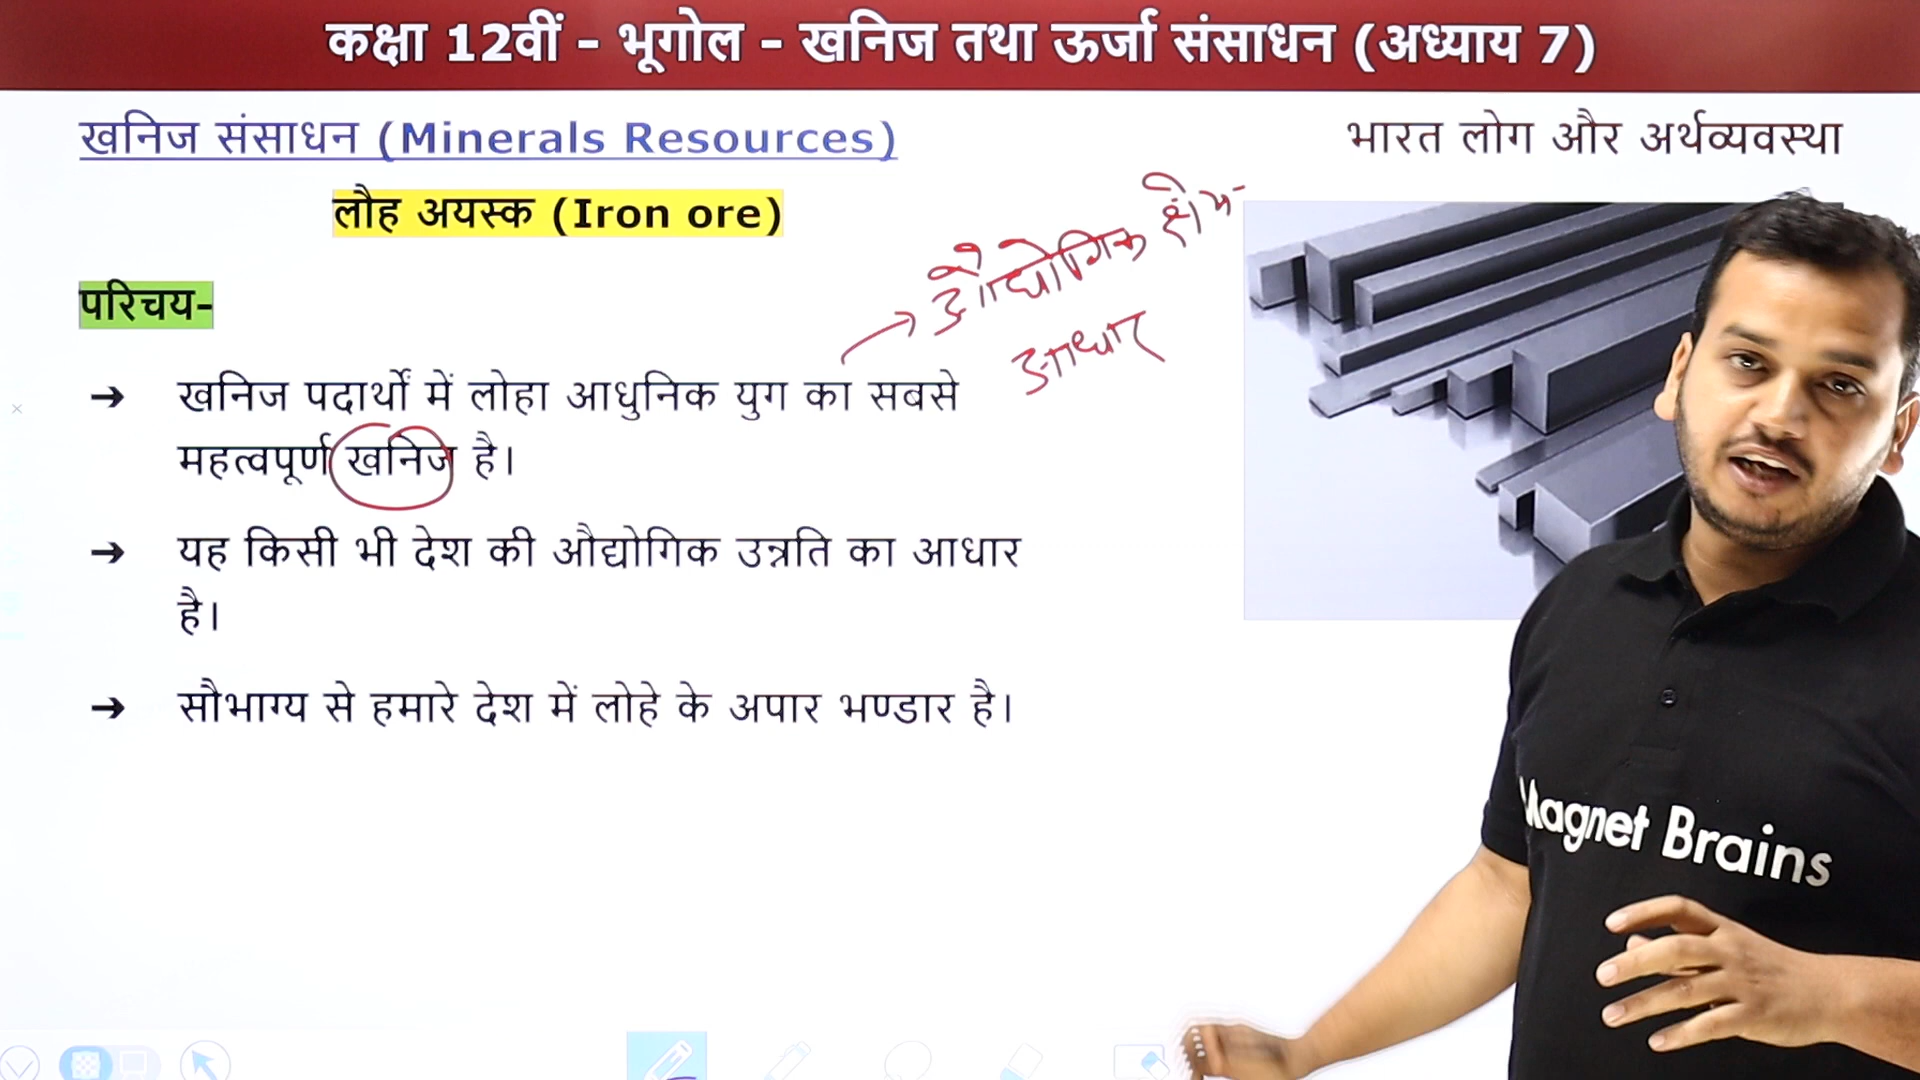 कक्षा 12वीं - भूगोल - खनिज तथा ऊर्जा संसाधन (अध्याय 7)
खनिज संसाधन (Minerals Resources)
भारत लोग और अर्थव्यवस्था
लौह अयस्क (Iron ore)
औद्योगिक
आधार
परिचय-
➔ खनिज पदार्थों में लोहा आधुनिक युग का सबसे
महत्वपूर्ण खनिज है।
➔ यह किसी भी देश की औद्योगिक उन्नति का आधार
है।
➔ सौभाग्य से हमारे देश में लोहे के अपार भण्डार है।
Magnet Brains